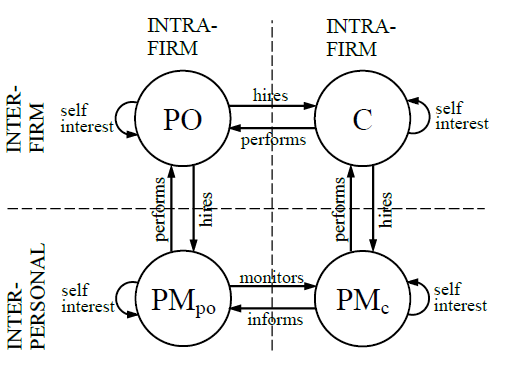 INTRA-
FIRM
INTRA-
FIRM
INTER-
FIRM
self
interest
PO
hires
performs
C
self
interest
performs
hires
performs
hires
INTER-
PERSONAL
self
interest
PMpo
monitors
informs
PMc
self
interest